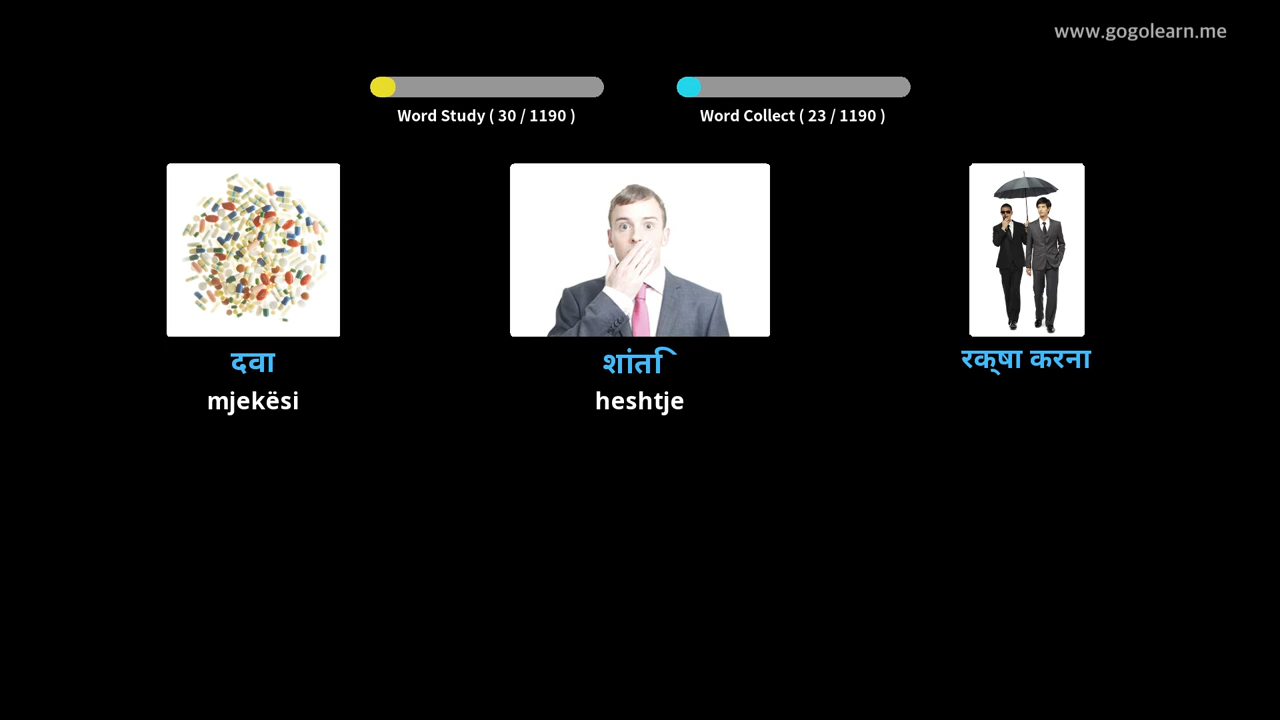 www.gogolearn.me
Word Study ( 30 / 1190 )
Word Collect ( 23 / 1190 )
दवा
शांति
रक्षा करना
mjekësi
heshtje